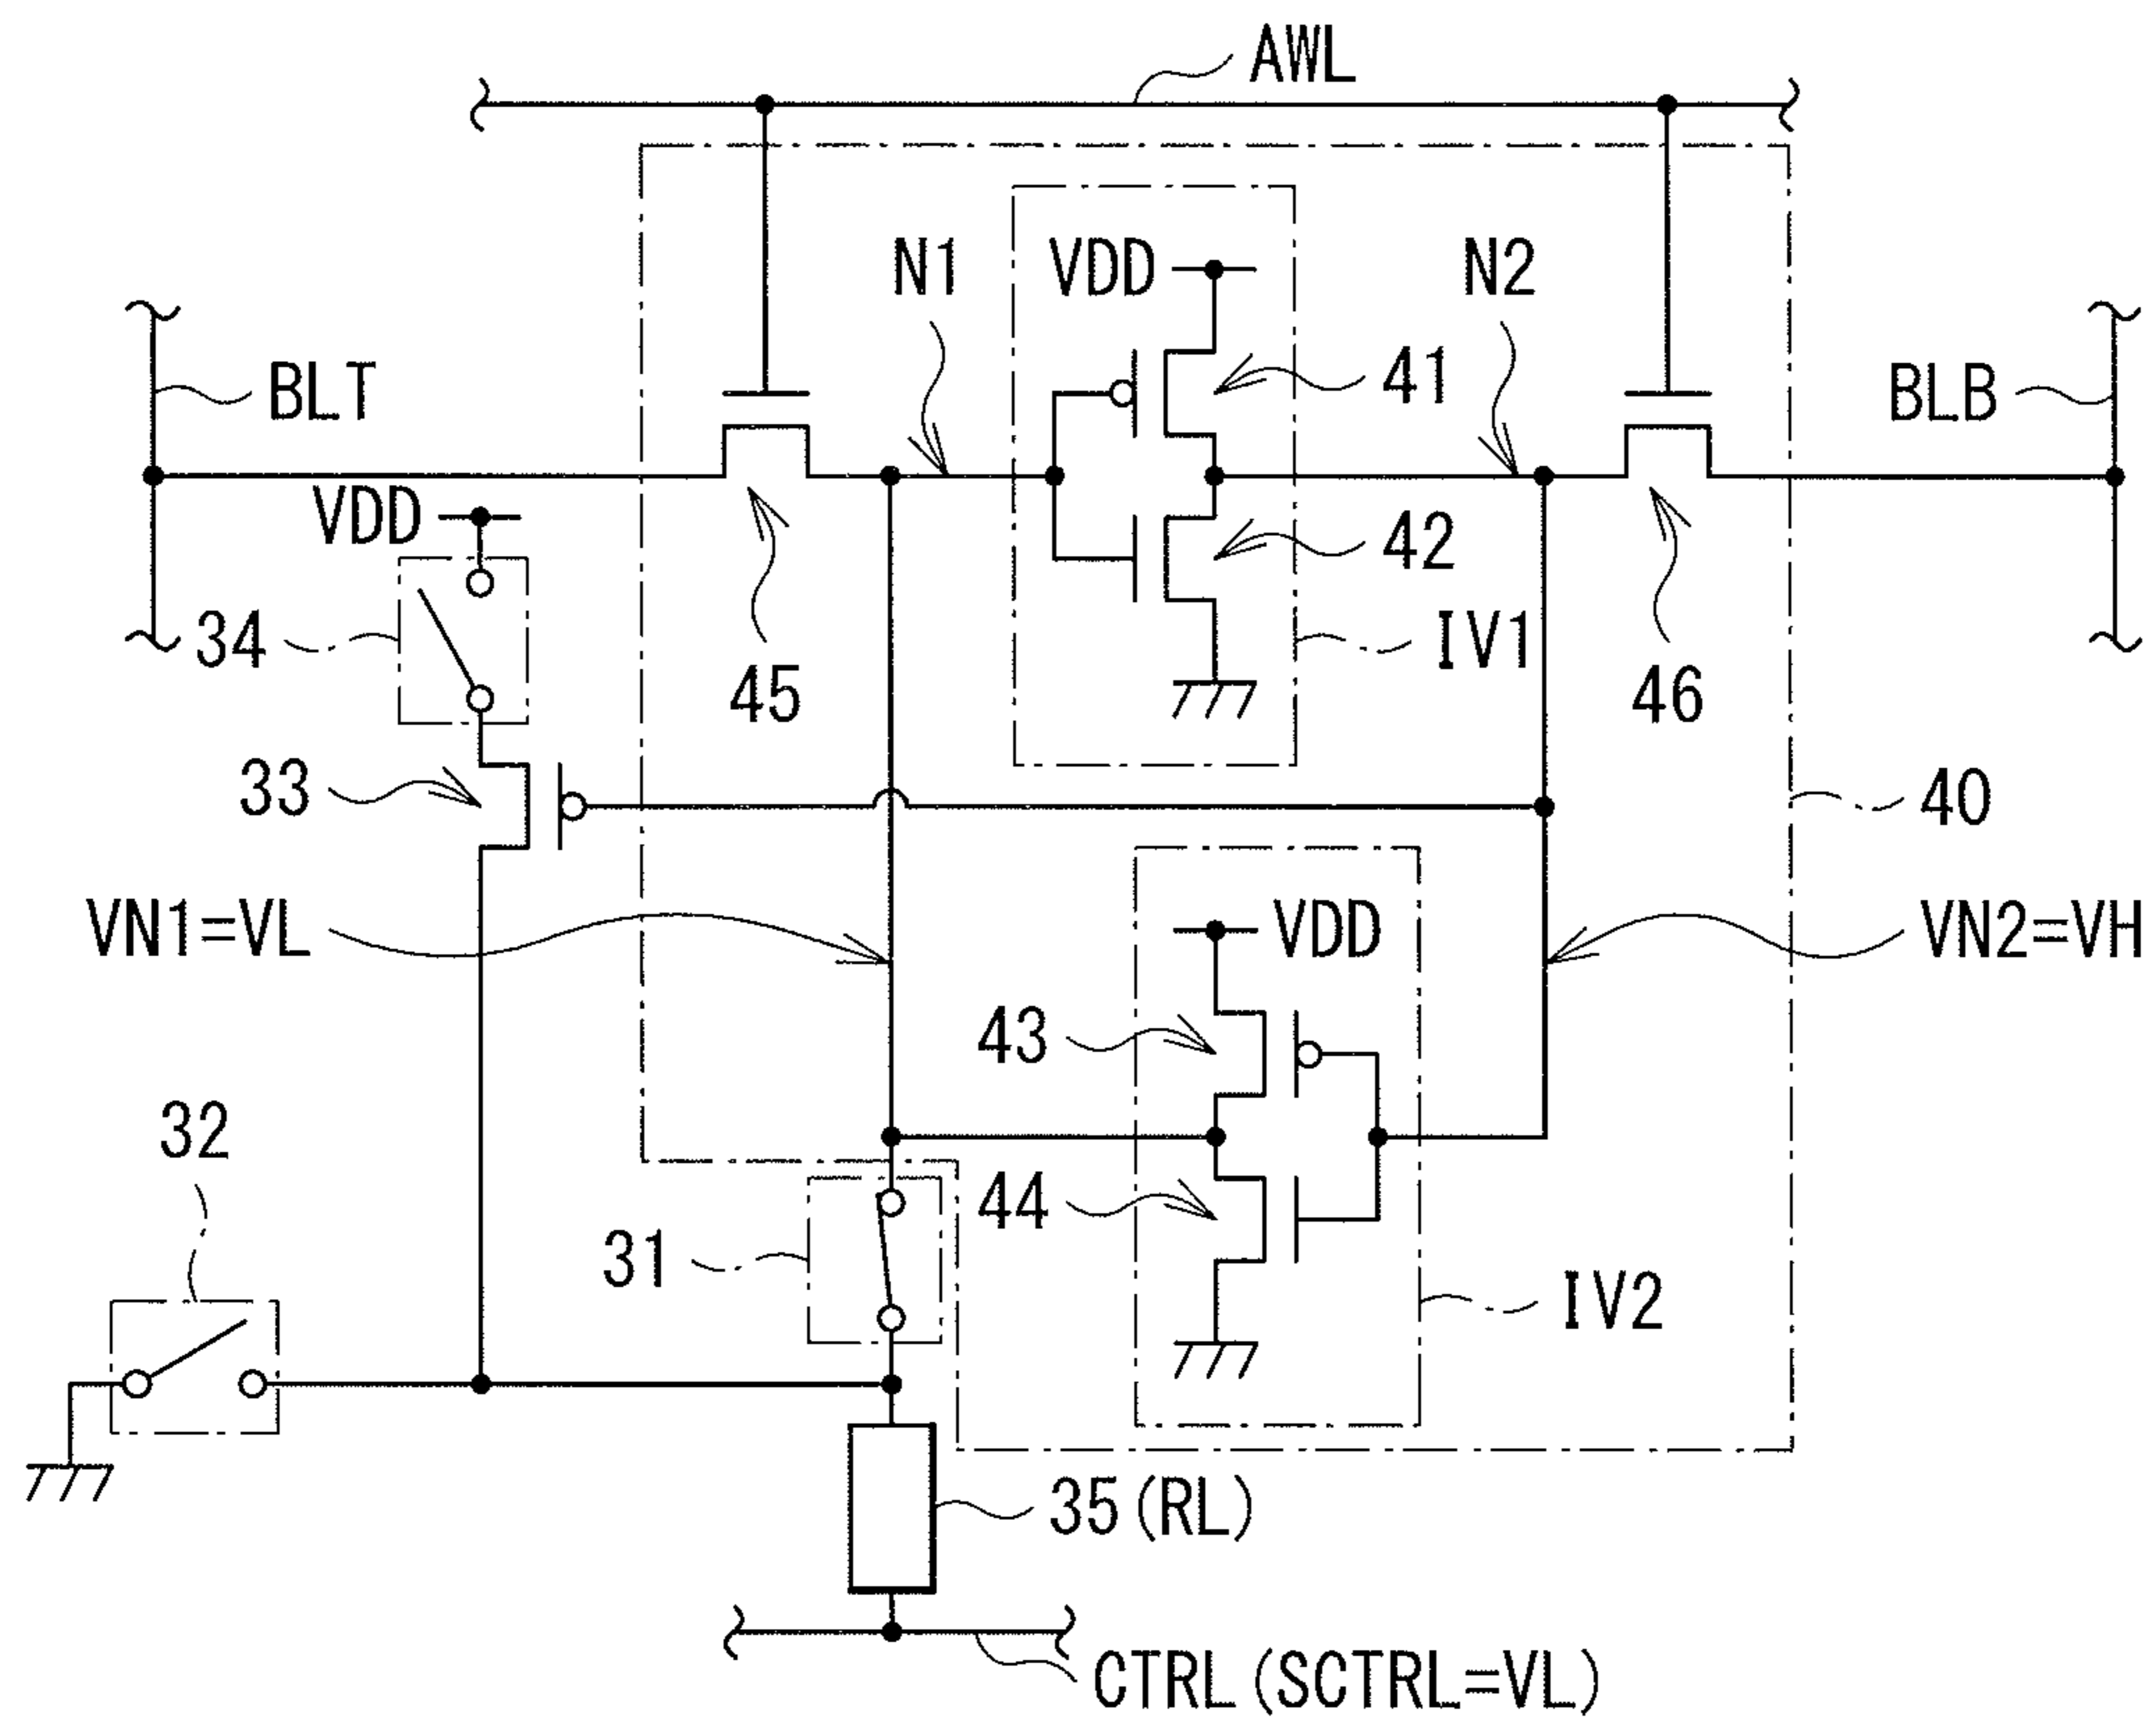 AWL
N1
VDD
N2
BLT
41
BLB
VDD
42
34
IV1
45
46
33
40
VN1=VL
VDD
VN2=VH
43
32
44
31
IV2
35(RL)
CTRL(SCTRL=VL)